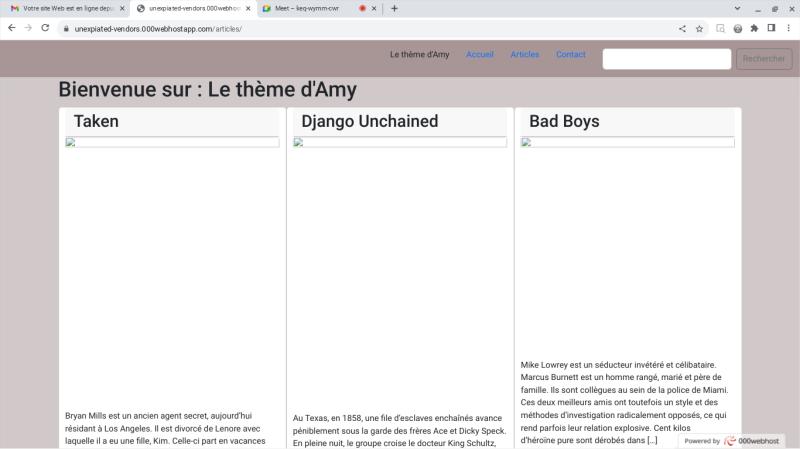 Votre site Web est en ligne depu
unexpiated-vendors.000webhos
Meet – keq-wymm-cwr
unexpiated-vendors.000webhostapp.com/articles/
Le thème d'Amy
Accueil
Articles
Contact
Rechercher
Bienvenue sur : Le thème d'Amy
Taken
Django Unchained
Bad Boys
Bryan Mills est un ancien agent secret, aujourd'hui
résidant à Los Angeles. Il est divorcé de Lenore avec
laquelle il a eu une fille, Kim. Celle-ci part en vacances
Au Texas, en 1858, une file d'esclaves enchaînés avance
péniblement sous la garde des frères Ace et Dicky Speck.
En pleine nuit, le groupe croise le docteur King Schultz,
Mike Lowrey est un séducteur invétéré et célibataire.
Marcus Burnett est un homme rangé, marié et père de
famille. Ils sont collègues au sein de la police de Miami.
Ces deux meilleurs amis ont toutefois un style et des
méthodes d'investigation radicalement opposés, ce qui
rend parfois leur relation explosive. Cent kilos
d'héroïne pure sont dérobés dans [...]
Powered by 000webhost